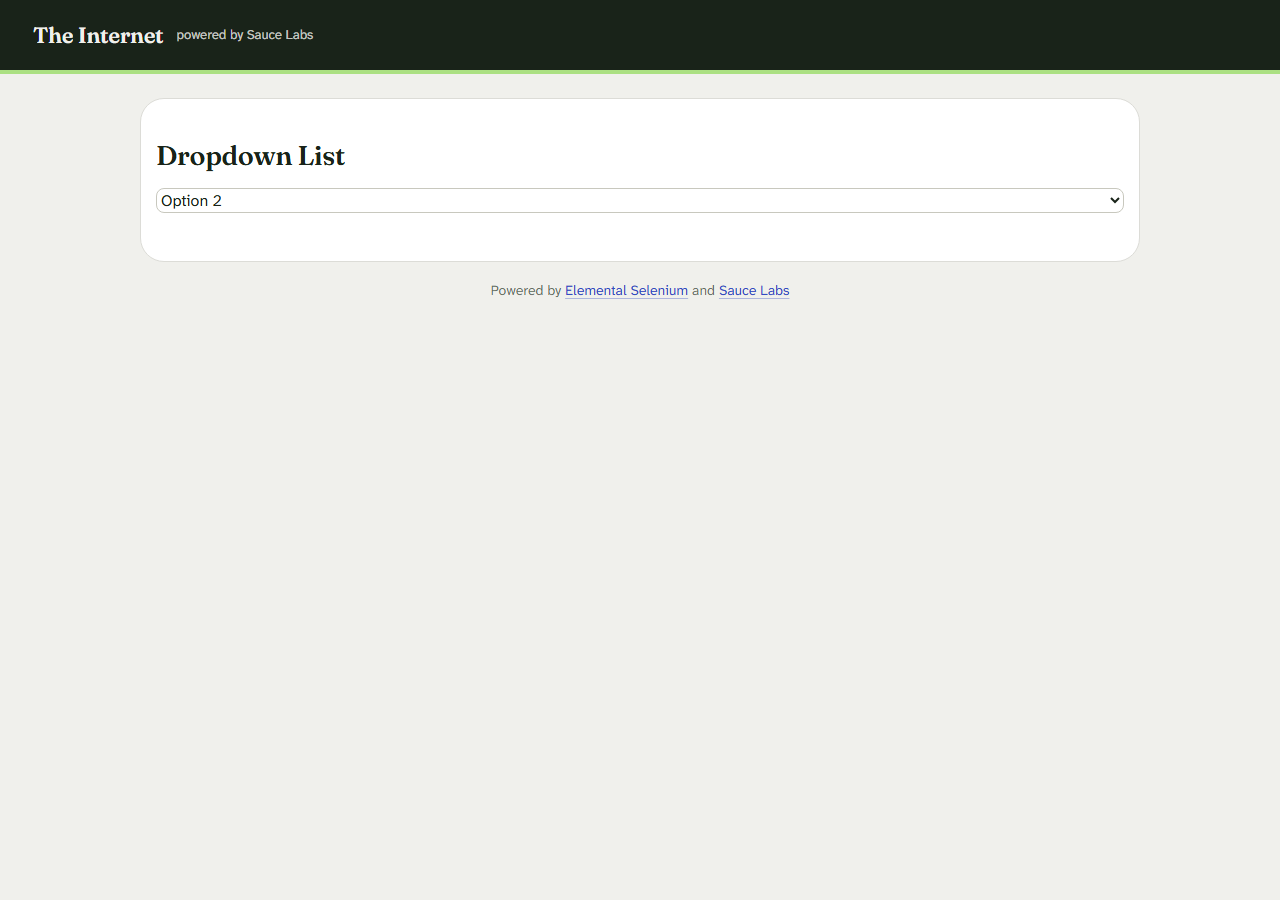 The Internet powered by Sauce Labs
Dropdown List
Option 2
Powered by Elemental Selenium and Sauce Labs